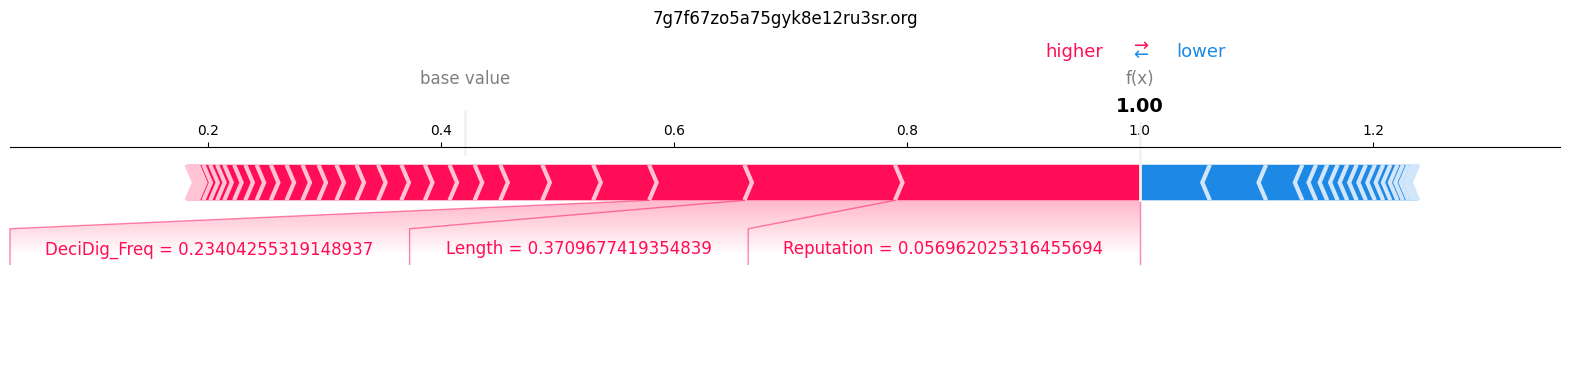 7g7f67zo5a75gyk8e12ru3sr.org
higher ⇄ lower
base value f(x)
1.00
0.2 0.4 0.6 0.8 1.0 1.2
DeciDig_Freq = 0.23404255319148937 Length = 0.3709677419354839 Reputation = 0.056962025316455694